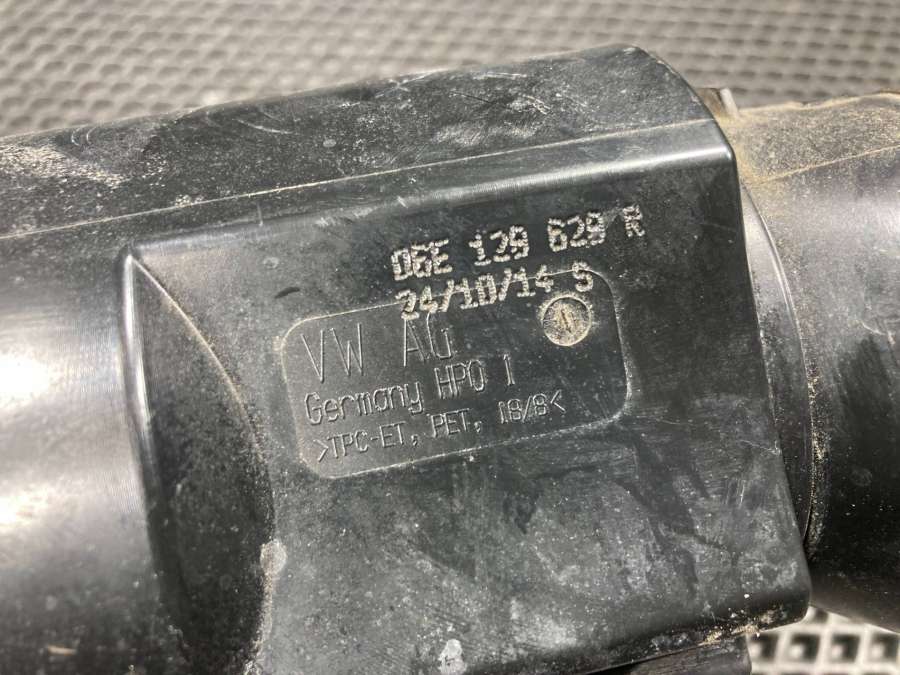 06E 129 629 R
24/10/14 S
VW AG
Germany HPO 1
>TPC-ET, PET, 18/8<